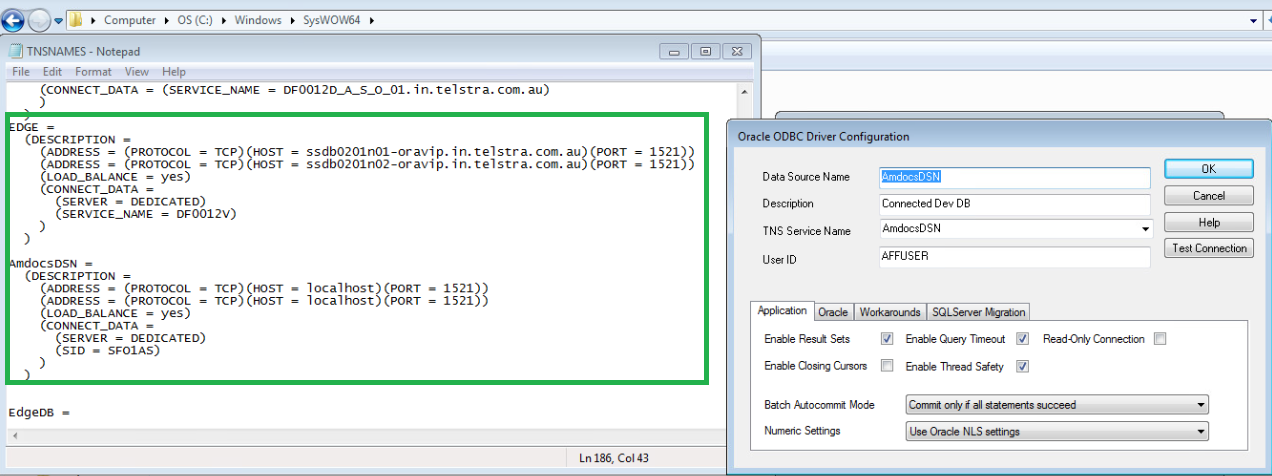 Computer OS (C:) Windows SysWOW64
TNSNAMES - Notepad
File Edit Format View Help
(CONNECT_DATA = (SERVICE_NAME = DF0012D_A_S_O_01.in.telstra.com.au)
)
)
EDGE =
(DESCRIPTION =
(ADDRESS = (PROTOCOL = TCP)(HOST = ssdb0201n01-oravip.in.telstra.com.au)(PORT = 1521))
(ADDRESS = (PROTOCOL = TCP)(HOST = ssdb0201n02-oravip.in.telstra.com.au)(PORT = 1521))
(LOAD_BALANCE = yes)
(CONNECT_DATA =
(SERVER = DEDICATED)
(SERVICE_NAME = DF0012V)
)
)
AmdocsDSN =
(DESCRIPTION =
(ADDRESS = (PROTOCOL = TCP)(HOST = localhost)(PORT = 1521))
(ADDRESS = (PROTOCOL = TCP)(HOST = localhost)(PORT = 1521))
(LOAD_BALANCE = yes)
(CONNECT_DATA =
(SERVER = DEDICATED)
(SID = SFO1AS)
)
)
EdgeDB =
Ln 186, Col 43
Oracle ODBC Driver Configuration
Data Source Name AmdocsDSN OK
Description Connected Dev DB Cancel
TNS Service Name AmdocsDSN Help
User ID AFFUSER Test Connection
Application Oracle Workarounds SQLServer Migration
Enable Result Sets Enable Query Timeout Read-Only Connection
Enable Closing Cursors Enable Thread Safety
Batch Autocommit Mode Commit only if all statements succeed
Numeric Settings Use Oracle NLS settings